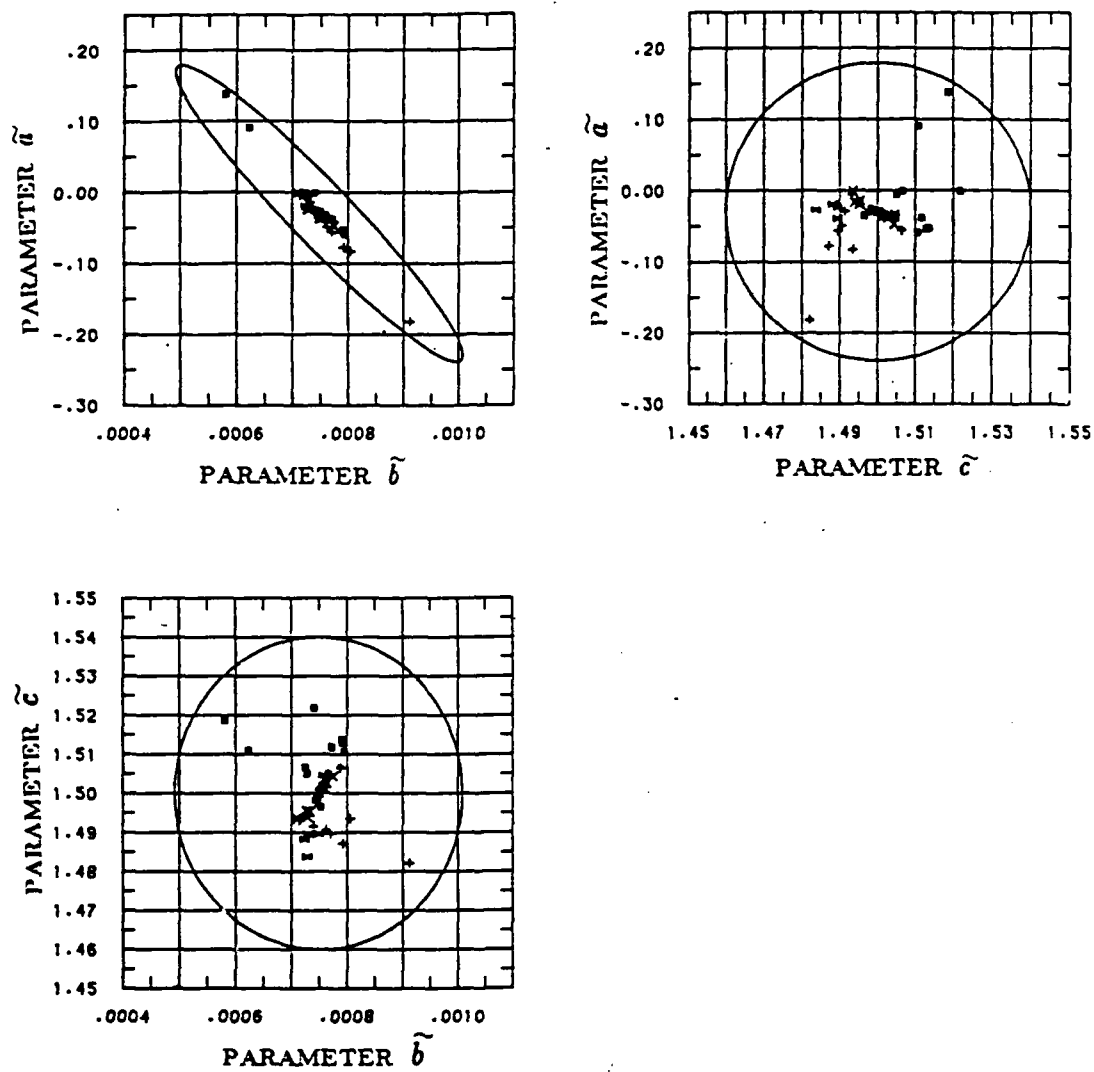 .20
.10
0.00
-.10
-.20
-.30
PARAMETER ã
.0004 .0006 .0008 .0010
PARAMETER b̃
.20
.10
0.00
-.10
-.20
-.30
PARAMETER ã
1.45 1.47 1.49 1.51 1.53 1.55
PARAMETER c̃
1.55
1.54
1.53
1.52
1.51
1.50
1.49
1.48
1.47
1.46
1.45
PARAMETER c̃
.0004 .0006 .0008 .0010
PARAMETER b̃